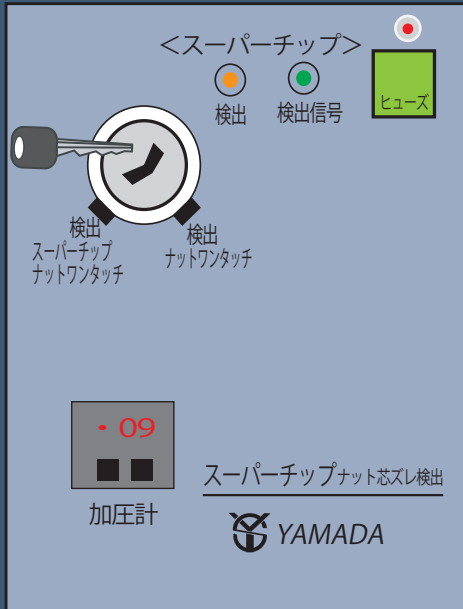 ＜スーパーチップ＞
検出
検出信号
ヒューズ
検出
スーパーチップ
ナットワンタッチ
検出
ナットワンタッチ
・09
加圧計
スーパーチップナット芯ズレ検出
YAMADA